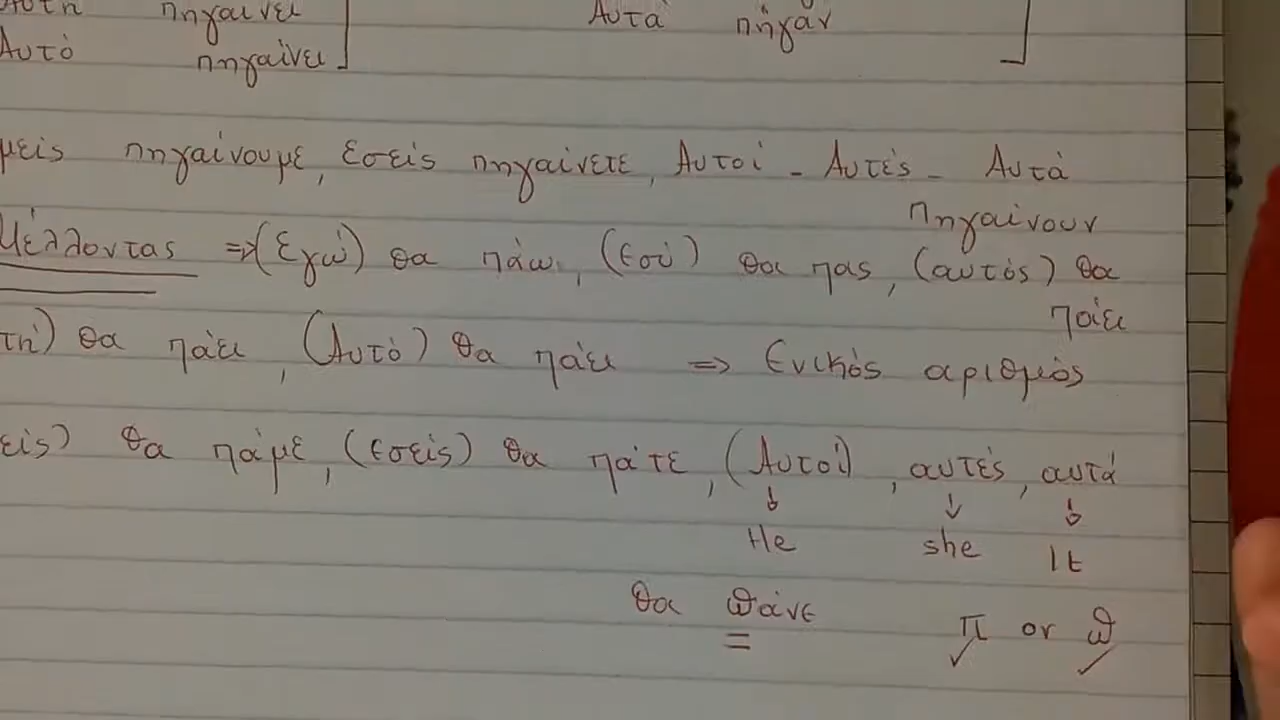 πηγαίνει Αυτά πήγαν
Αυτό πηγαίνει
μείς πηγαίνουμε, εσείς πηγαίνετε, Αυτοί - Αυτές - Αυτά
πηγαίνουν
Μέλλοντας => (Εγώ) θα πάω, (εσύ) θα πας, (αυτός) θα
πάει
τή) θα πάει, (Αυτό) θα πάει => Ενικός αριθμός
είς) θα πάμε, (εσείς) θα πάτε, (Αυτοί), αυτές, αυτά
He she It
θα ϖάνε π or ϖ